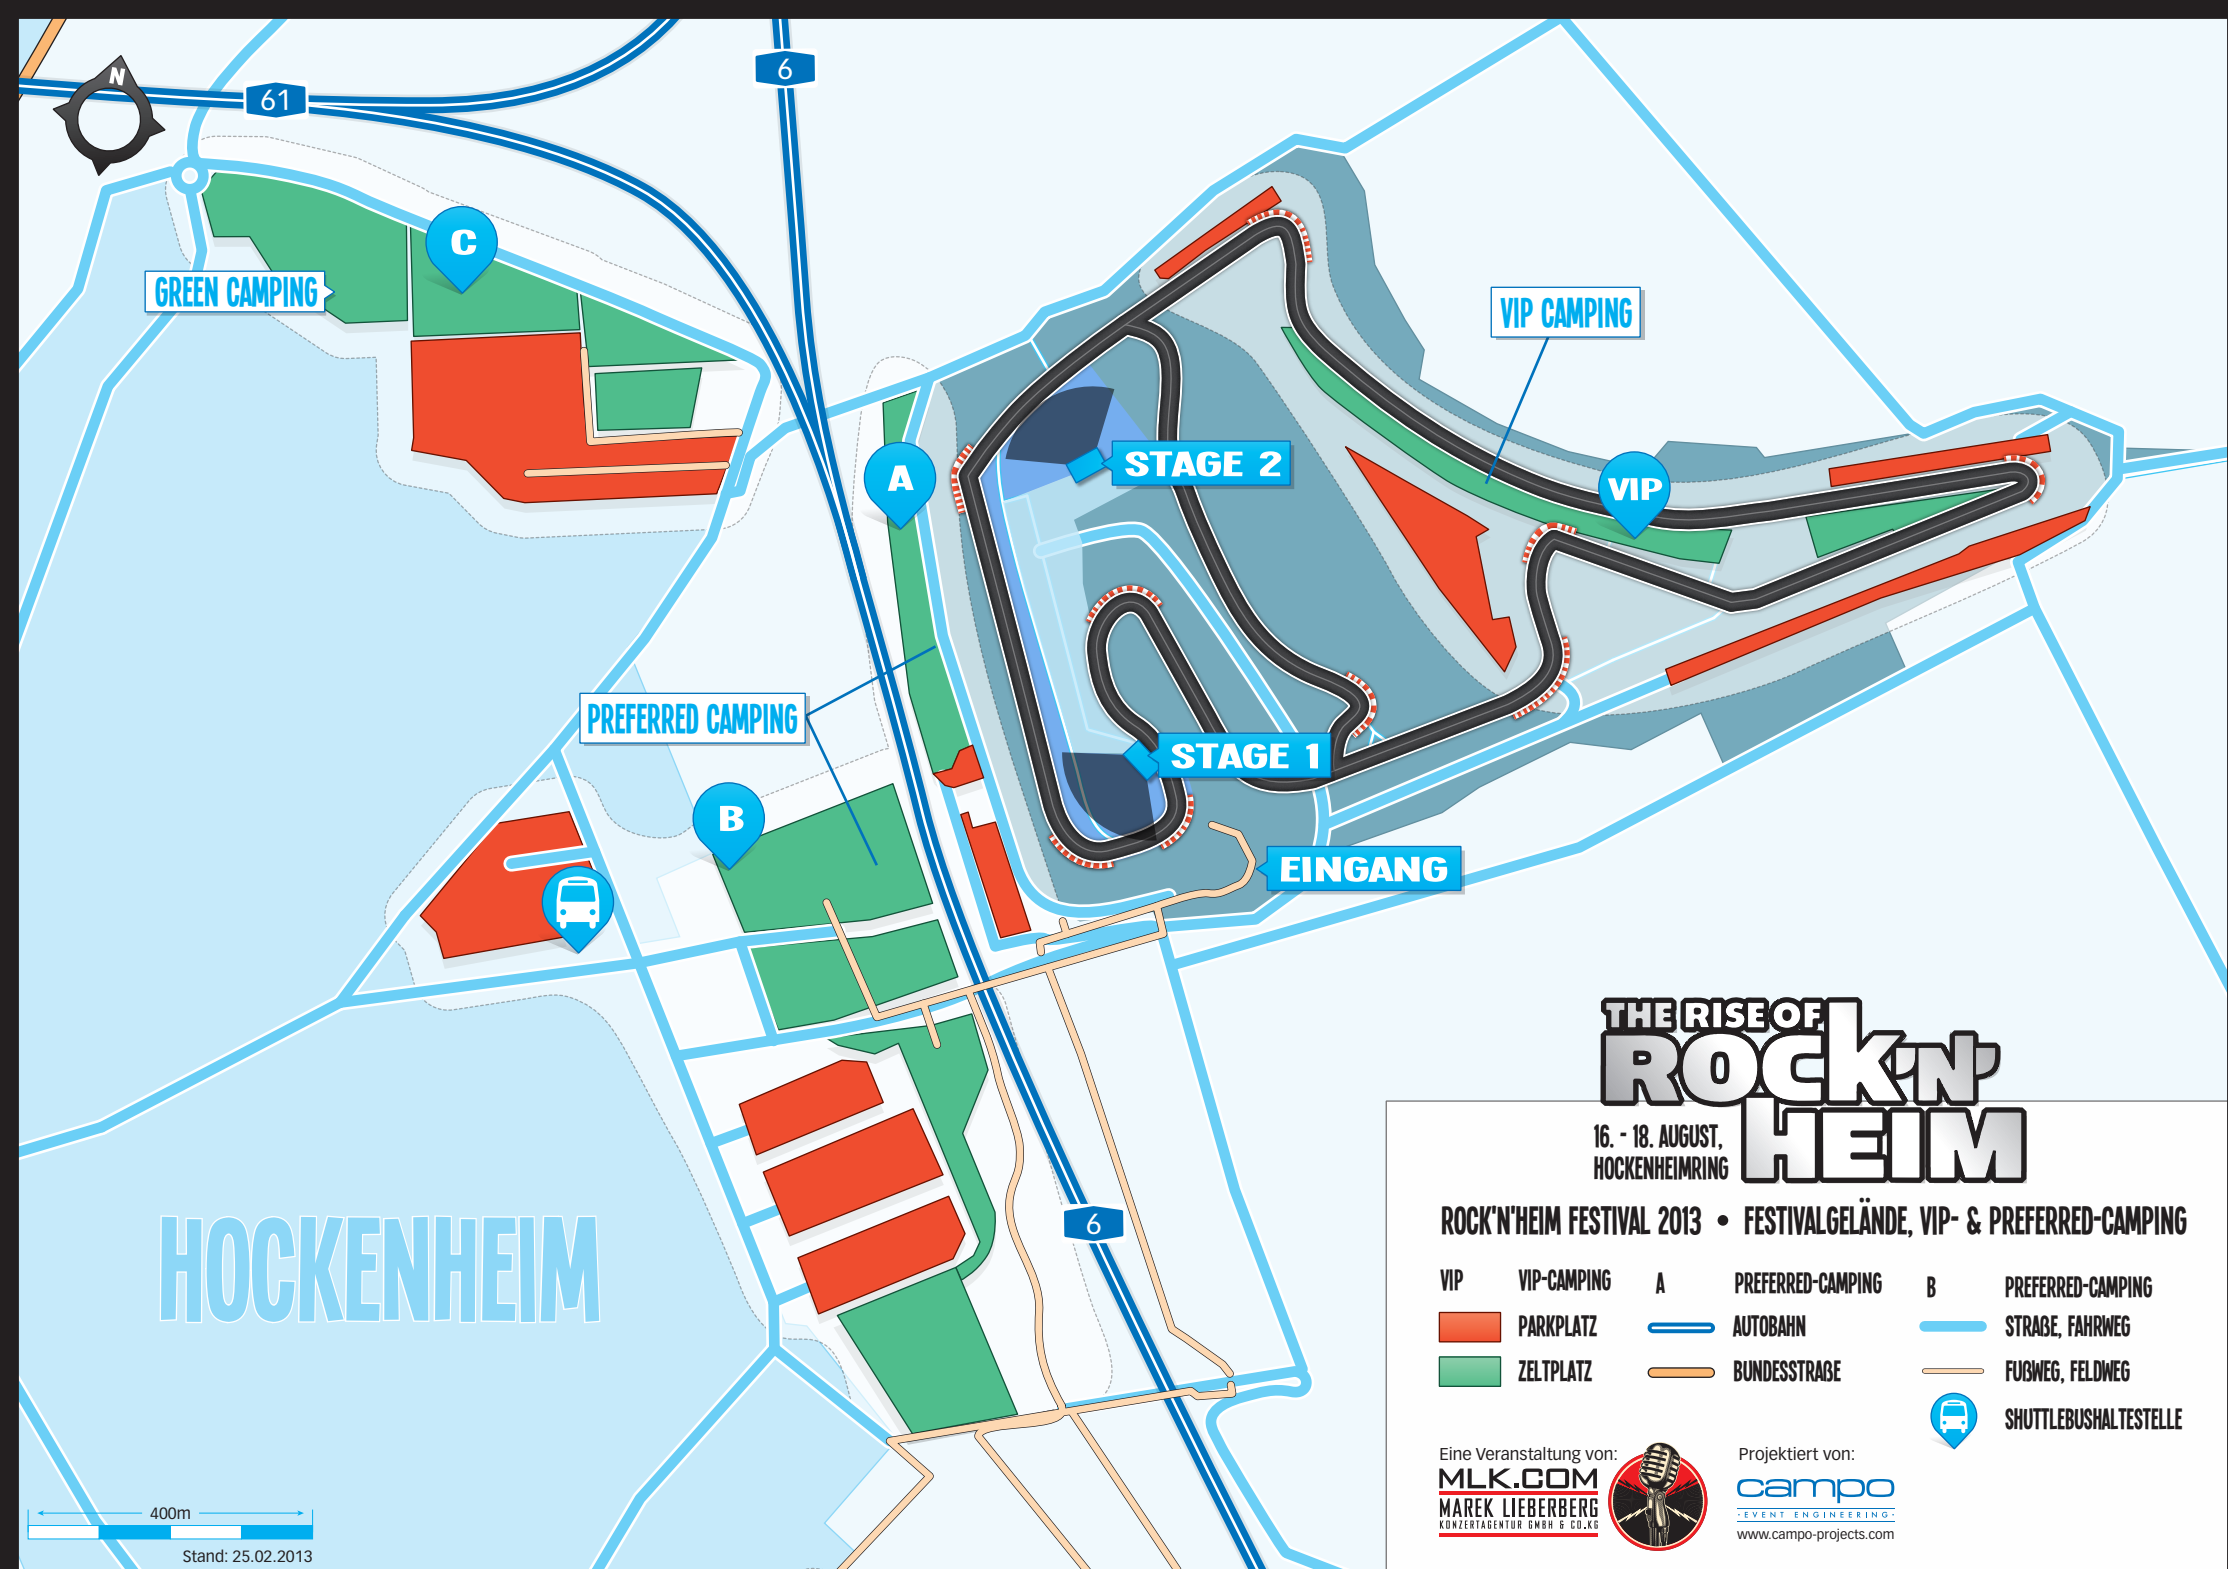 N
61
6
C
GREEN CAMPING
VIP CAMPING
A
STAGE 2
VIP
PREFERRED CAMPING
STAGE 1
B
EINGANG
THE RISE OF
ROCK'N'
HEIM
16. - 18. AUGUST,
HOCKENHEIMRING
6
HOCKENHEIM
ROCK'N'HEIM FESTIVAL 2013 • FESTIVALGELÄNDE, VIP- & PREFERRED-CAMPING
VIP VIP-CAMPING A PREFERRED-CAMPING B PREFERRED-CAMPING
PARKPLATZ AUTOBAHN STRAßE, FAHRWEG
ZELTPLATZ BUNDESSTRAßE FUßWEG, FELDWEG
SHUTTLEBUSHALTESTELLE
Eine Veranstaltung von:
MLK.COM
MAREK LIEBERBERG
KONZERTAGENTUR GMBH & CO.KG
Projektiert von:
campo
·EVENT ENGINEERING·
www.campo-projects.com
400m
Stand: 25.02.2013